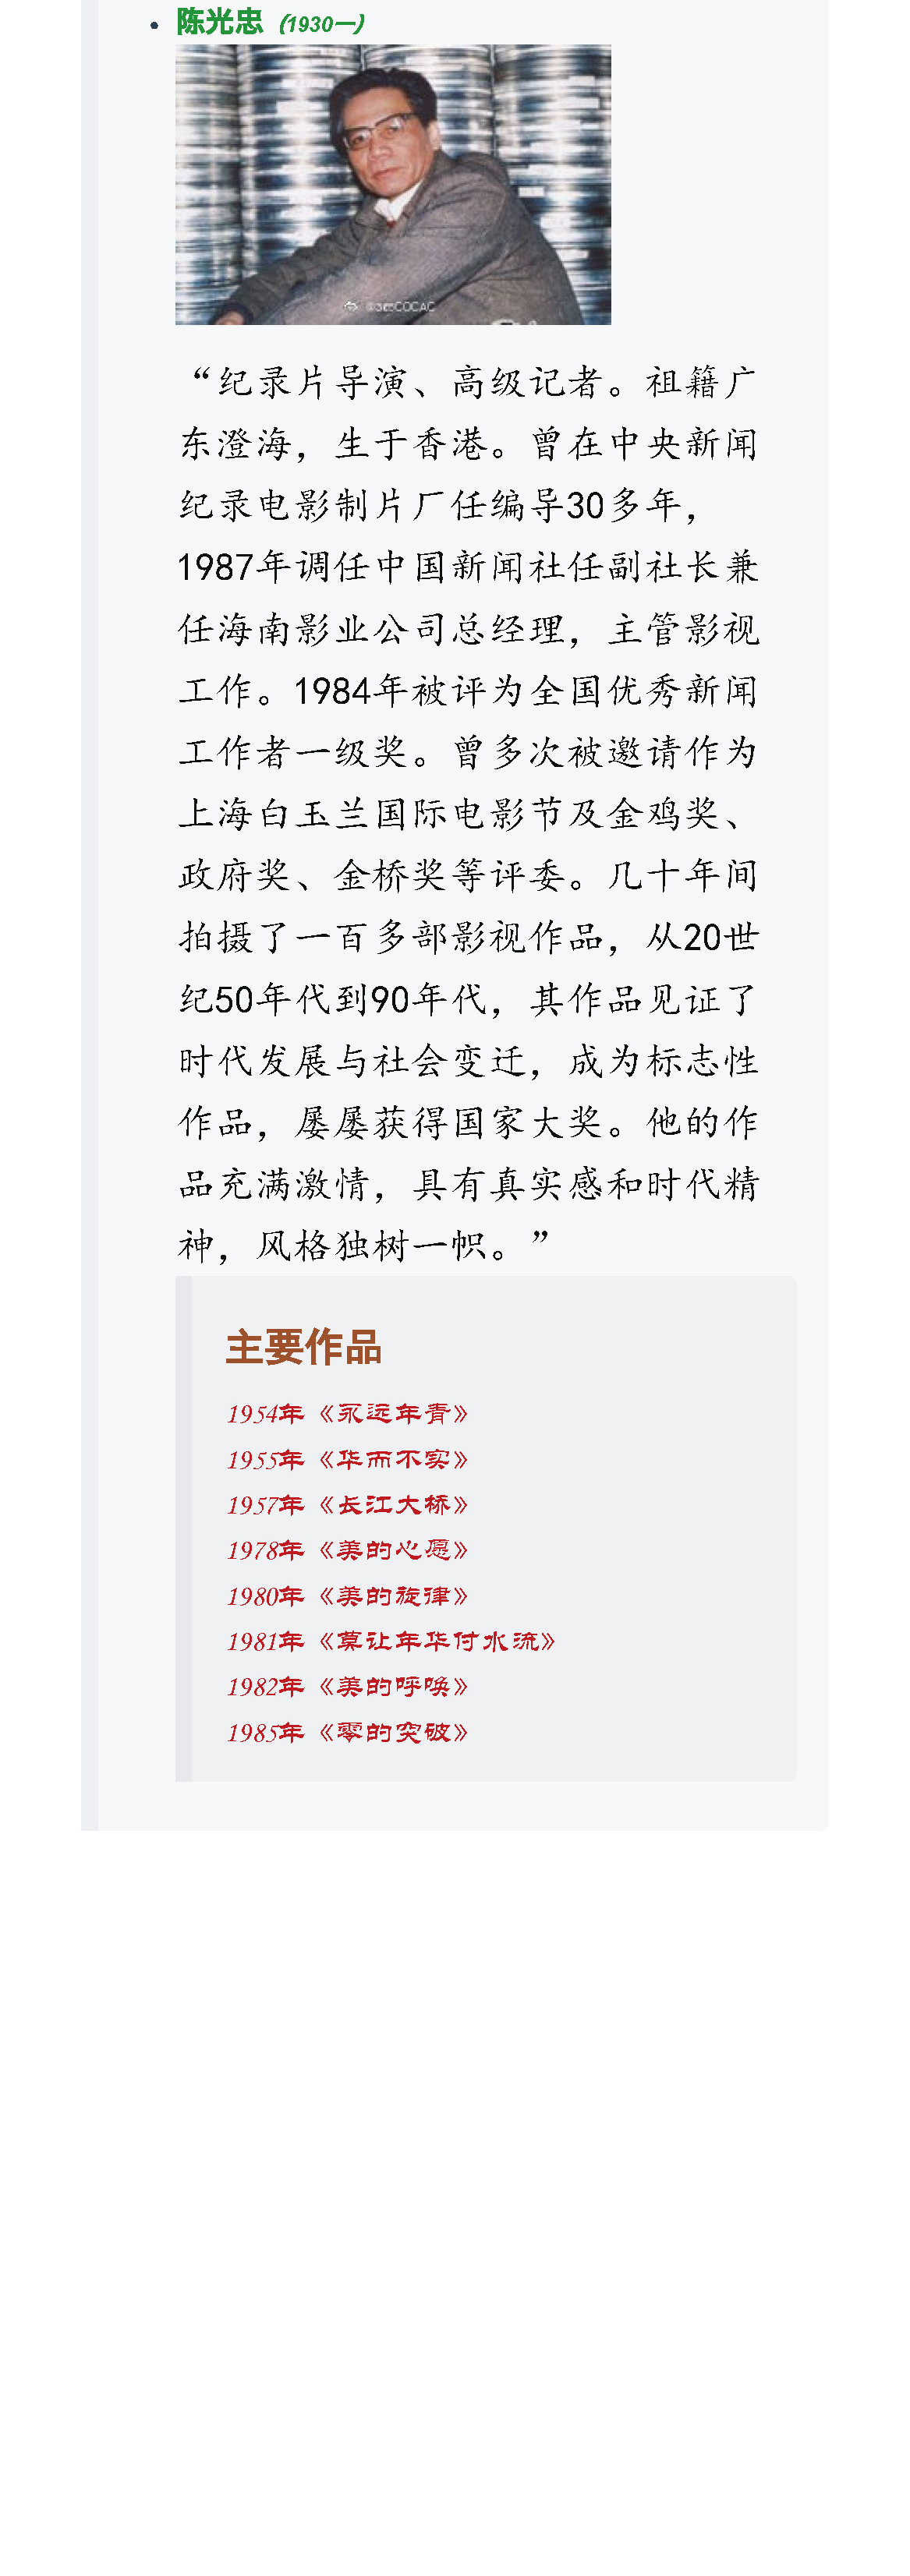 陈光忠 (1930一)
“纪录片导演、高级记者。祖籍广
东澄海，生于香港。曾在中央新闻
纪录电影制片厂任编导30多年，
1987年调任中国新闻社任副社长兼
任海南影业公司总经理，主管影视
工作。1984年被评为全国优秀新闻
工作者一级奖。曾多次被邀请作为
上海白玉兰国际电影节及金鸡奖、
政府奖、金桥奖等评委。几十年间
拍摄了一百多部影视作品，从20世
纪50年代到90年代，其作品见证了
时代发展与社会变迁，成为标志性
作品，屡屡获得国家大奖。他的作
品充满激情，具有真实感和时代精
神，风格独树一帜。”
主要作品
1954年《永远年青》
1955年《华而不实》
1957年《长江大桥》
1978年《美的心愿》
1980年《美的旋律》
1981年《莫让年华付水流》
1982年《美的呼唤》
1985年《零的突破》